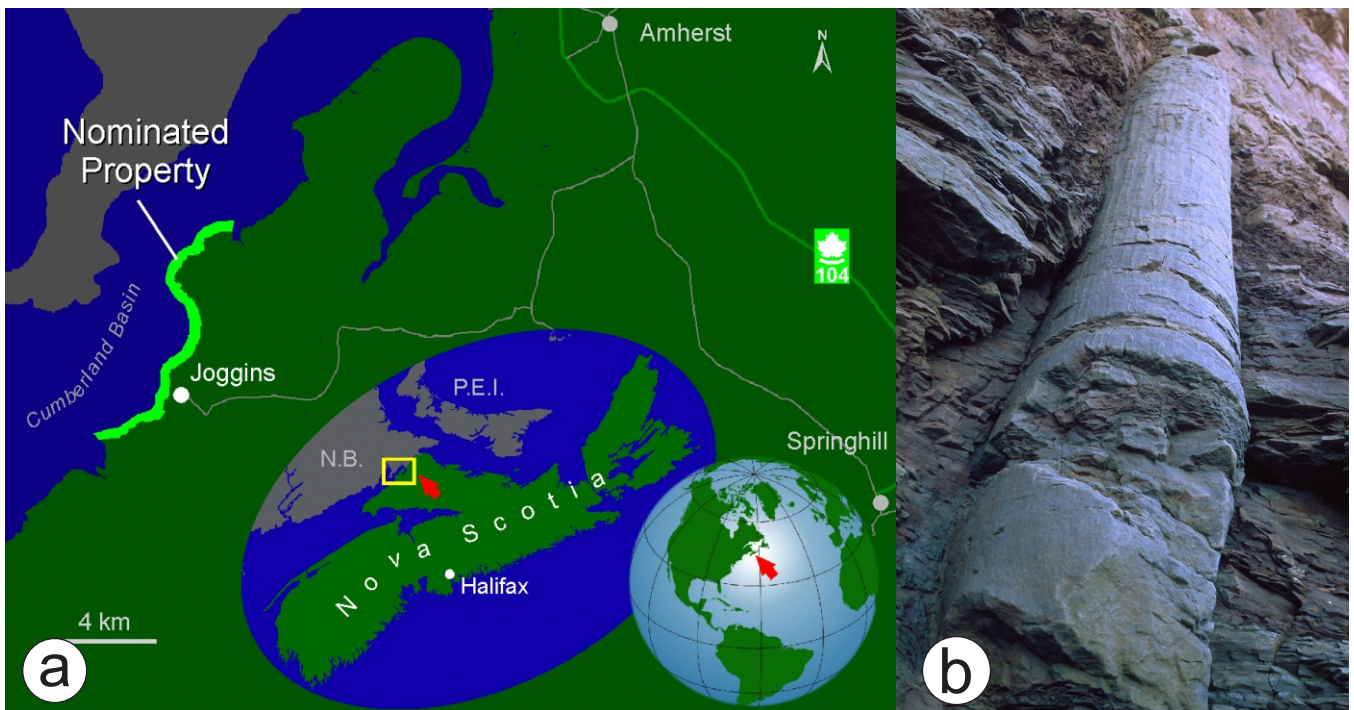 Amherst
N
Nominated
Property
104
Cumberland Basin
Joggins
P.E.I.
N.B.
Springhill
Nova Scotia
Halifax
4 km
a
b